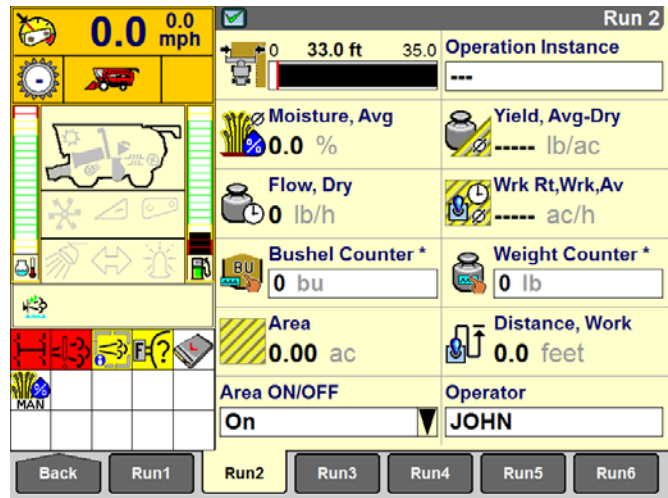 0.0 0.0 mph
Run 2
0 33.0 ft 35.0
Operation Instance
---
Moisture, Avg
0.0 %
Yield, Avg-Dry
----- lb/ac
Flow, Dry
0 lb/h
Wrk Rt,Wrk,Av
----- ac/h
Bushel Counter *
BU
0 bu
Weight Counter *
0 lb
Area
0.00 ac
Distance, Work
0.0 feet
F(?
MAN
Area ON/OFF
On
Operator
JOHN
Back Run1 Run2 Run3 Run4 Run5 Run6